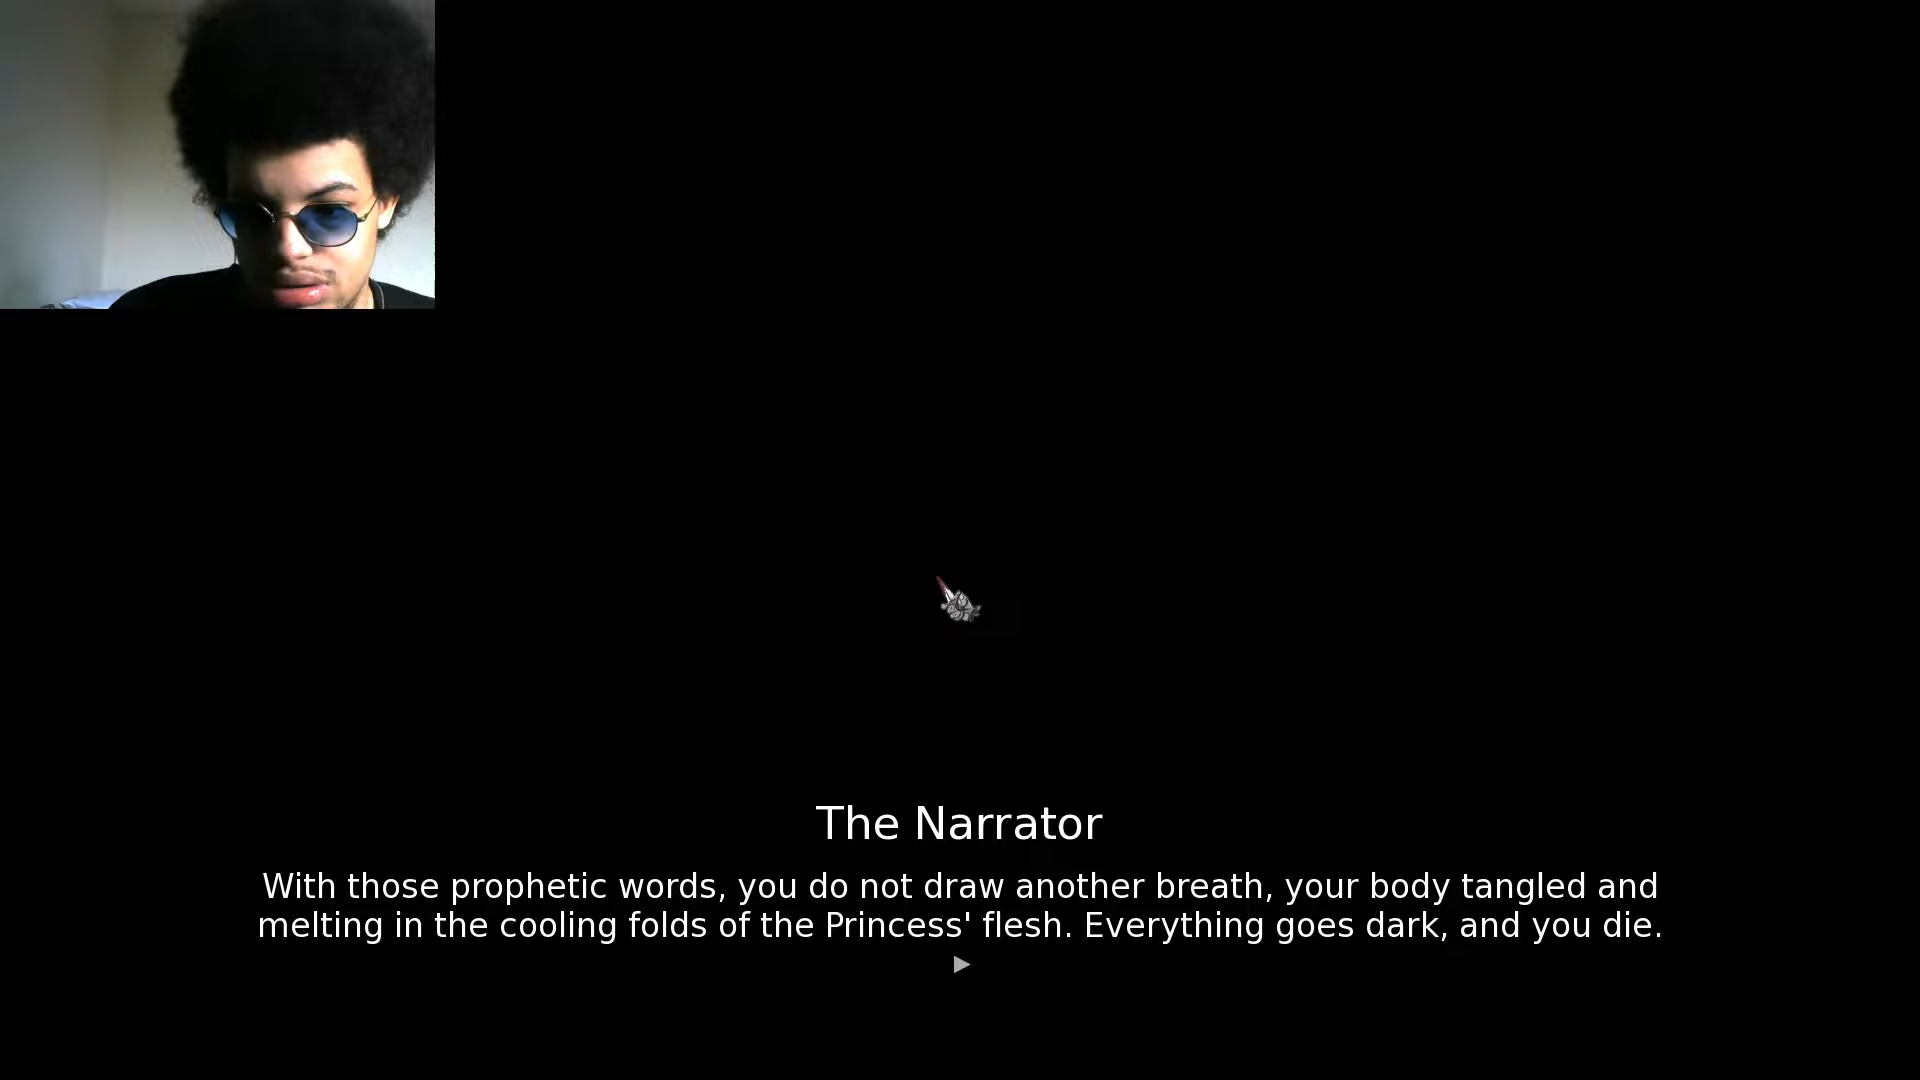 The Narrator
With those prophetic words, you do not draw another breath, your body tangled and
melting in the cooling folds of the Princess' flesh. Everything goes dark, and you die.